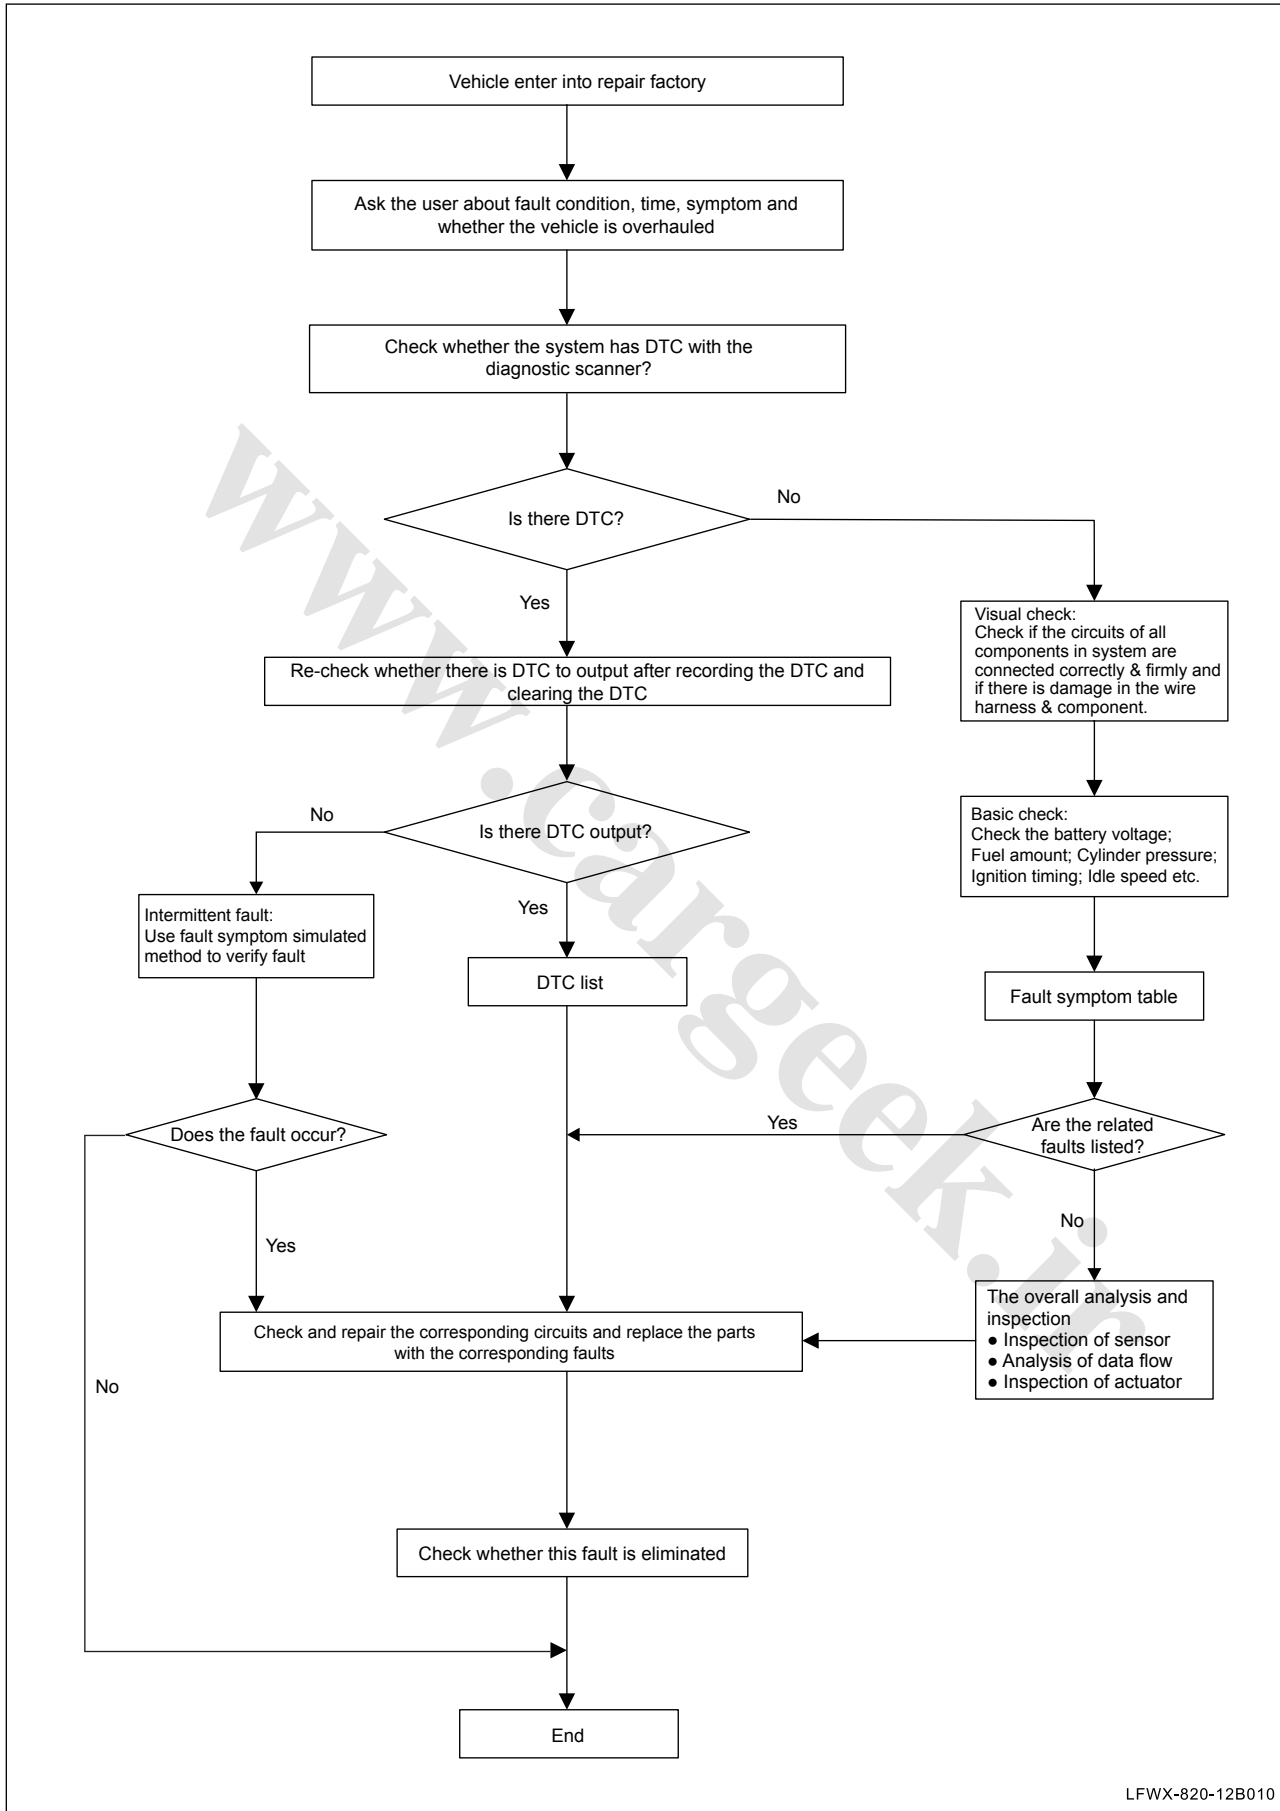 Vehicle enter into repair factory
Ask the user about fault condition, time, symptom and
whether the vehicle is overhauled
Check whether the system has DTC with the
diagnostic scanner?
Is there DTC?
No
Yes
Visual check:
Check if the circuits of all
components in system are
connected correctly & firmly and
if there is damage in the wire
harness & component.
Re-check whether there is DTC to output after recording the DTC and
clearing the DTC
Is there DTC output?
No
Yes
Basic check:
Check the battery voltage;
Fuel amount; Cylinder pressure;
Ignition timing; Idle speed etc.
Intermittent fault:
Use fault symptom simulated
method to verify fault
DTC list
Fault symptom table
Does the fault occur?
Yes
Are the related
faults listed?
No
Yes
The overall analysis and
inspection
● Inspection of sensor
● Analysis of data flow
● Inspection of actuator
Check and repair the corresponding circuits and replace the parts
with the corresponding faults
No
Check whether this fault is eliminated
End
LFWX-820-12B010
www.cargeek.ir